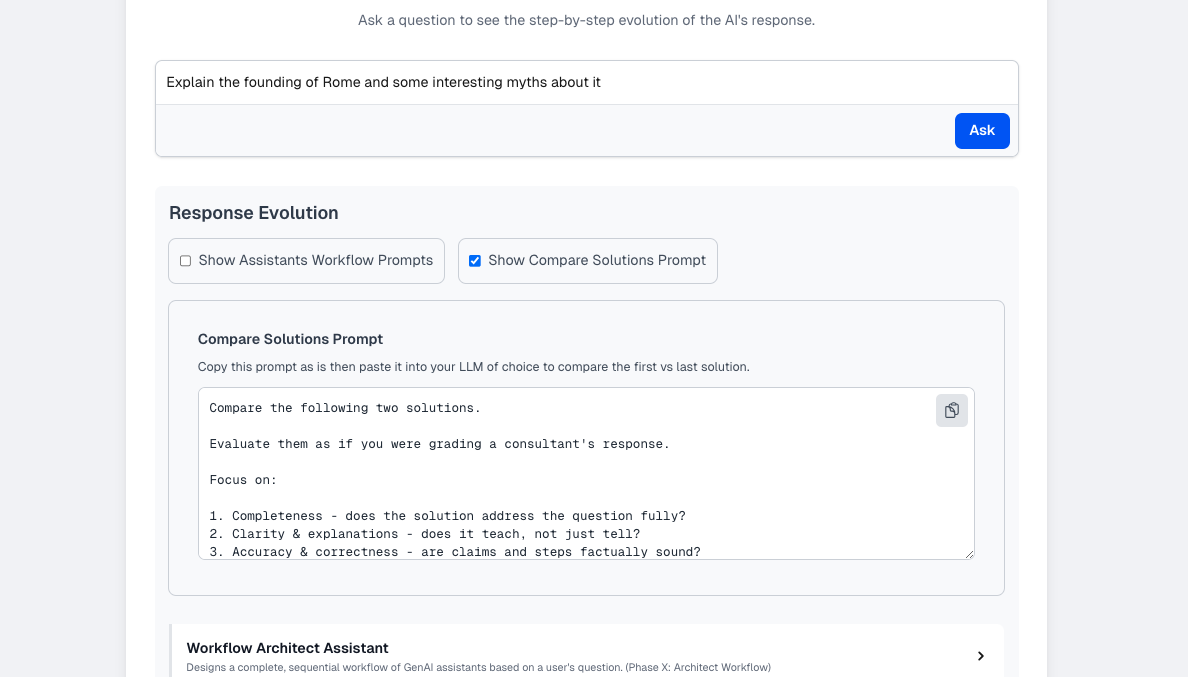 Ask a question to see the step-by-step evolution of the AI's response.
Explain the founding of Rome and some interesting myths about it
Ask
Response Evolution
Show Assistants Workflow Prompts
Show Compare Solutions Prompt
Compare Solutions Prompt
Copy this prompt as is then paste it into your LLM of choice to compare the first vs last solution.
Compare the following two solutions.
Evaluate them as if you were grading a consultant's response.
Focus on:
1. Completeness - does the solution address the question fully?
2. Clarity & explanations - does it teach, not just tell?
3. Accuracy & correctness - are claims and steps factually sound?
Workflow Architect Assistant
Designs a complete, sequential workflow of GenAI assistants based on a user's question. (Phase X: Architect Workflow)